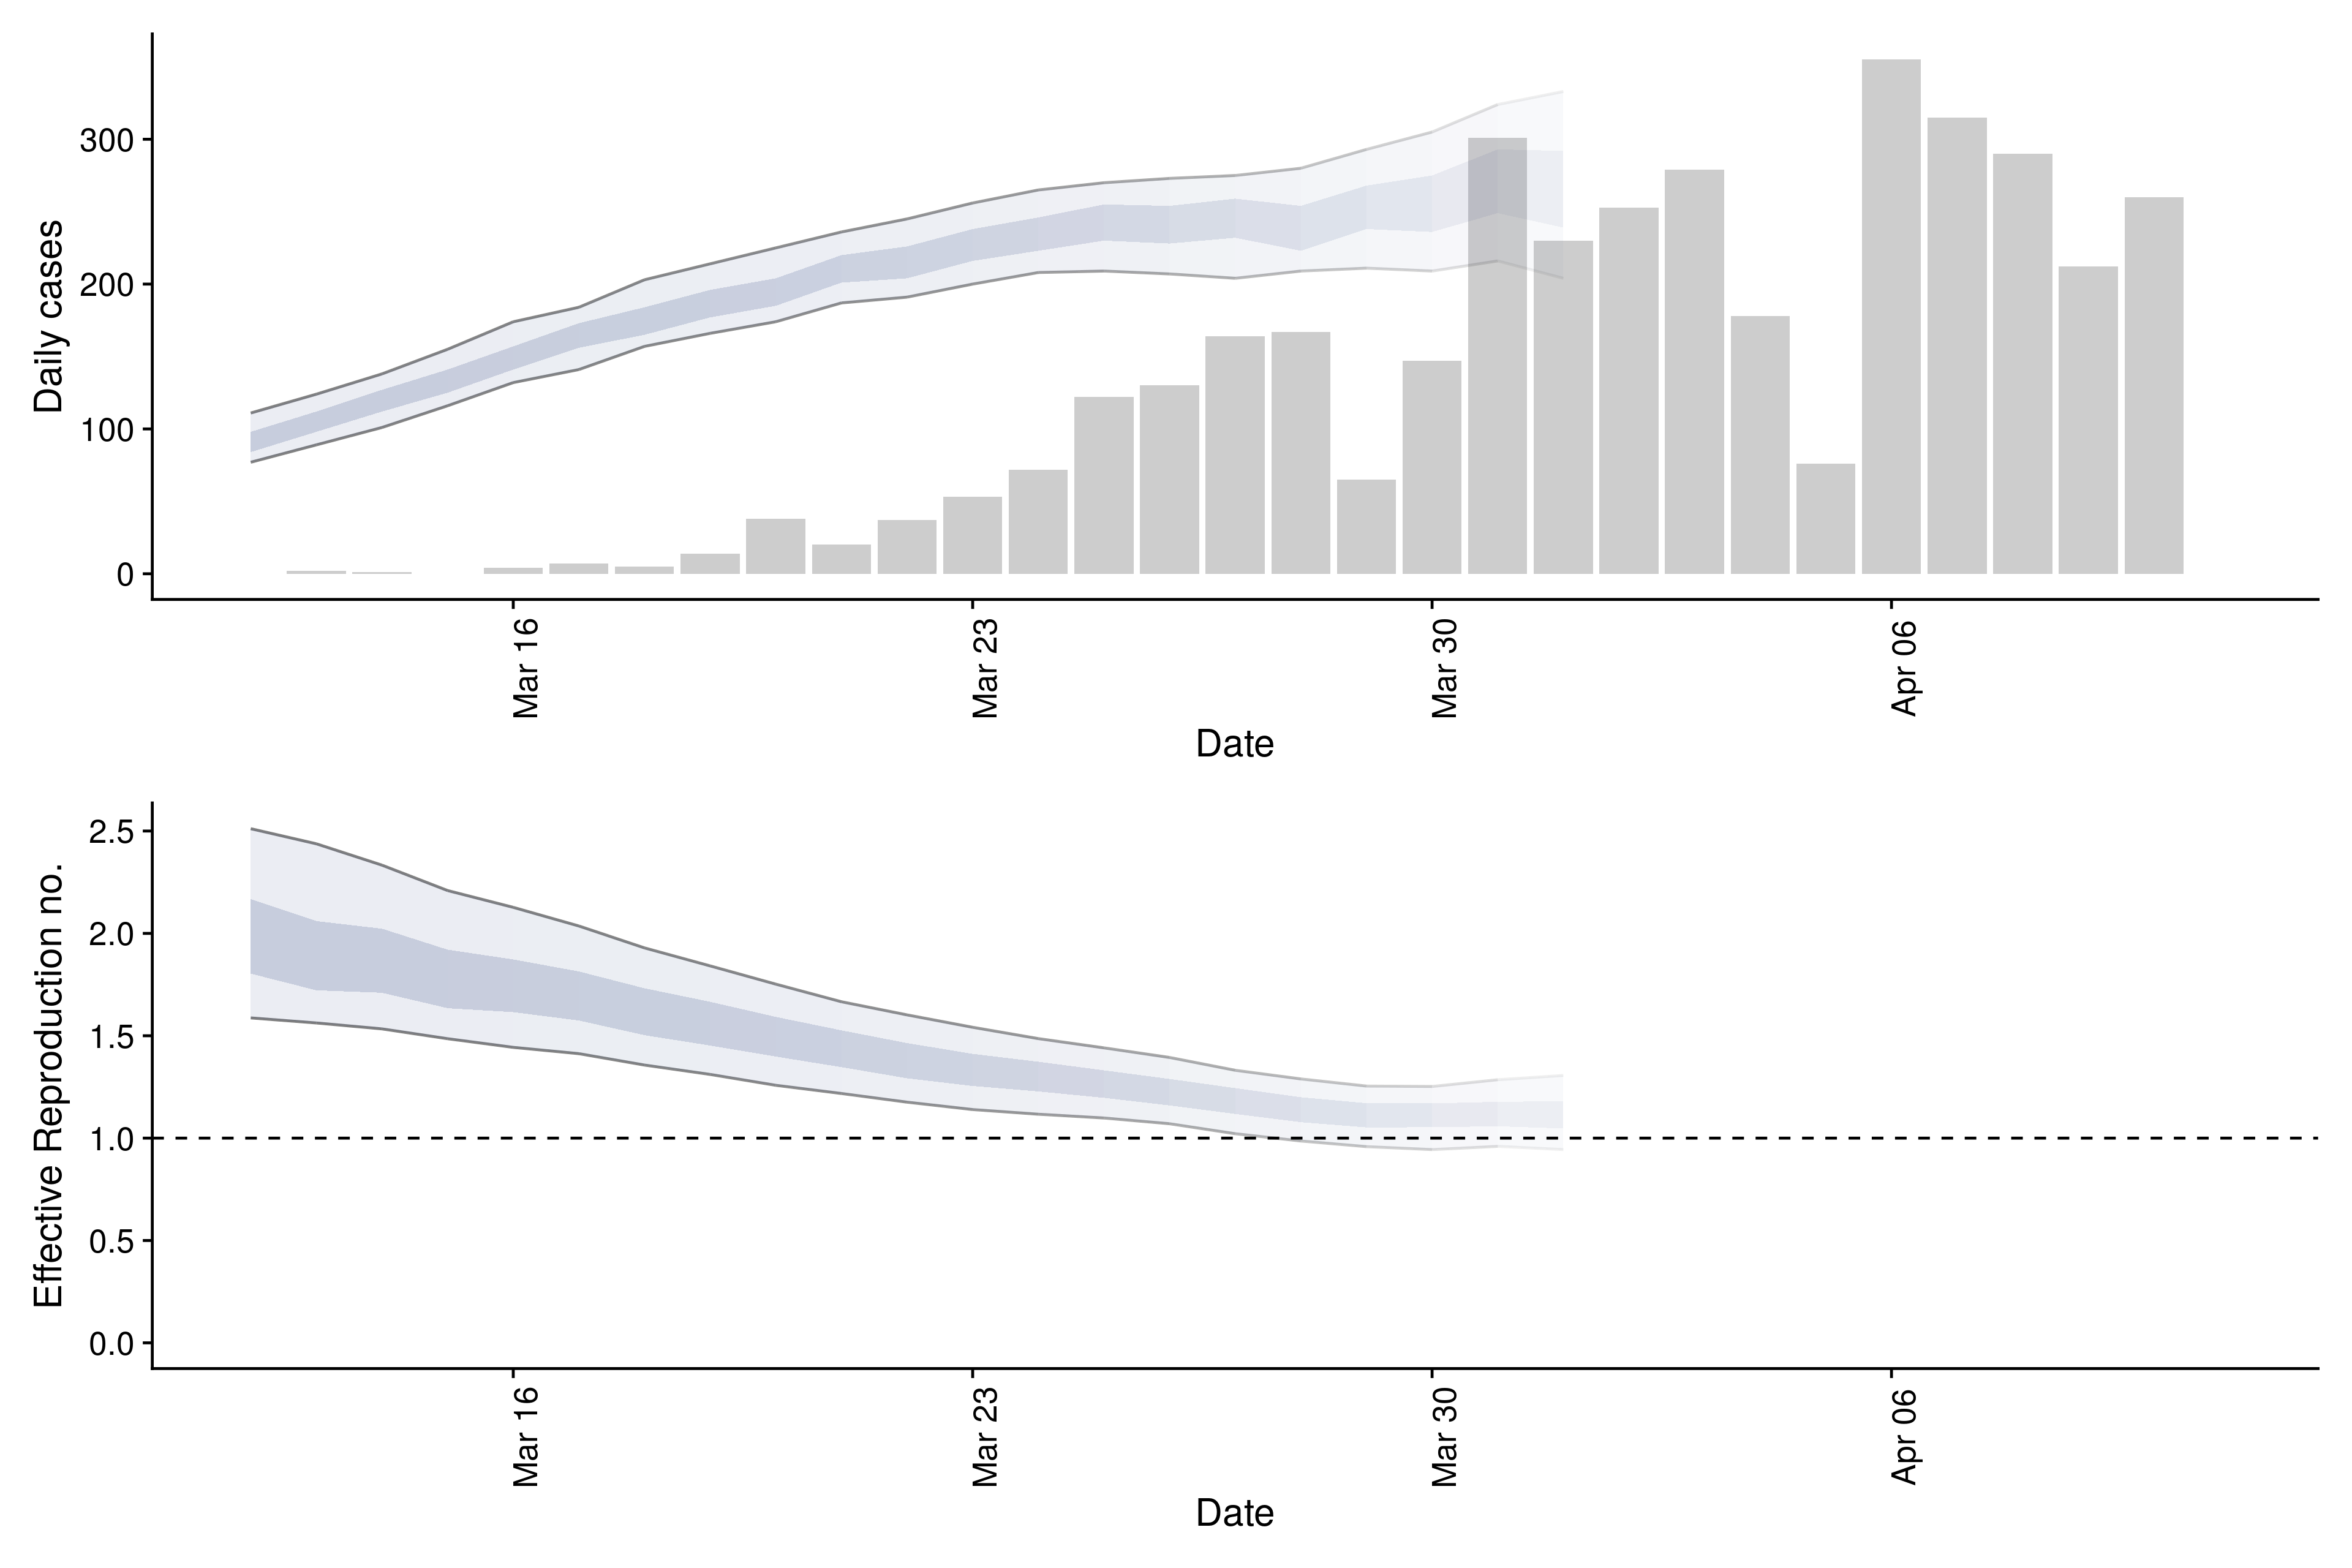 Daily cases
300
200
100
0
Mar 16
Mar 23
Mar 30
Apr 06
Date
Effective Reproduction no.
2.5
2.0
1.5
1.0
0.5
0.0
Mar 16
Mar 23
Mar 30
Apr 06
Date